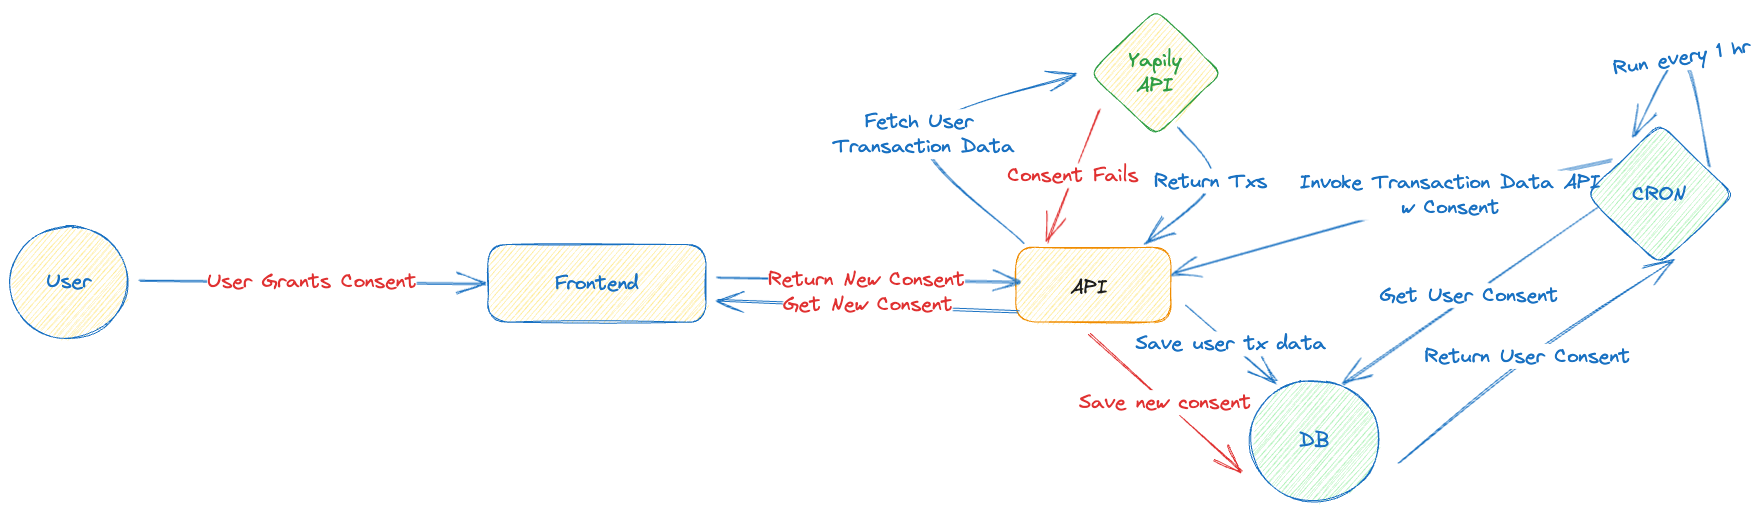 Run every 1 hr
Yapily
API
Fetch User
Transaction Data
Consent Fails
Return Txs
Invoke Transaction Data API
w Consent
CRON
User
User Grants Consent
Frontend
Return New Consent
Get New Consent
API
Get User Consent
Save user tx data
Return User Consent
Save new consent
DB